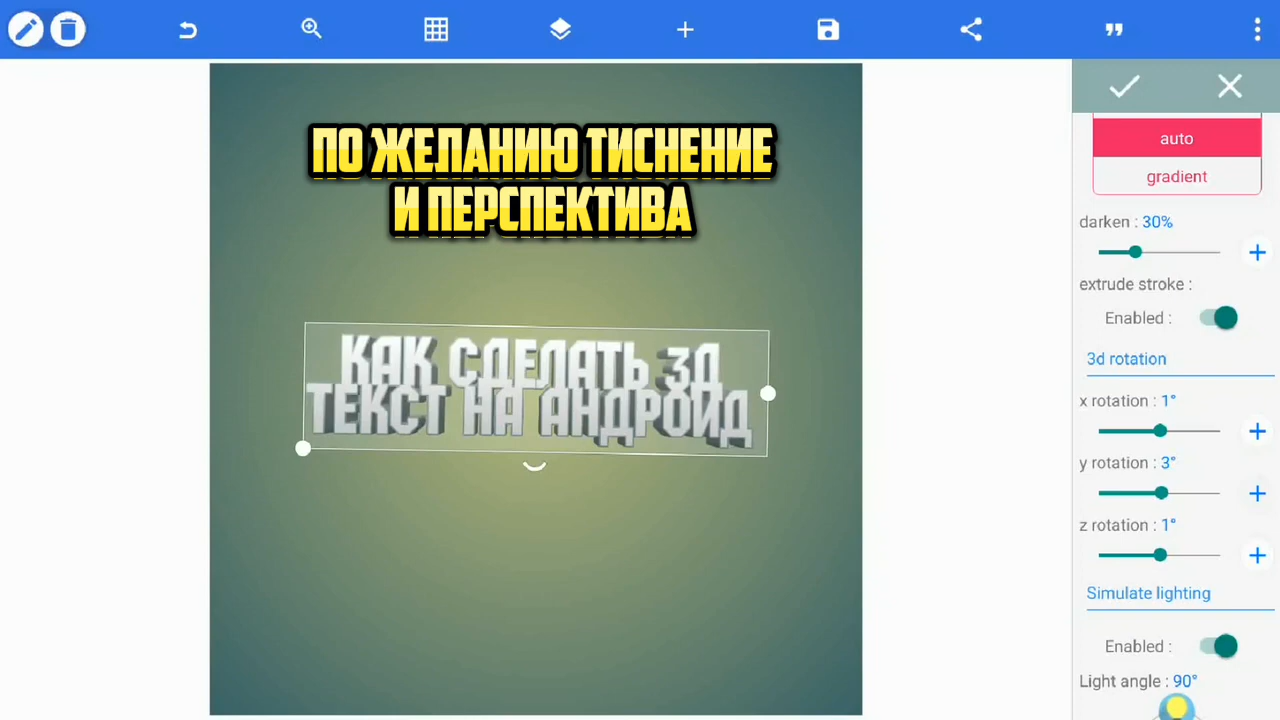 ПО ЖЕЛАНИЮ ТИСНЕНИЕ
И ПЕРСПЕКТИВА
КАК СДЕЛАТЬ 3Д
ТЕКСТ НА АНДРОИД
auto
gradient
darken : 30%
extrude stroke :
Enabled :
3d rotation
x rotation : 1°
y rotation : 3°
z rotation : 1°
Simulate lighting
Enabled :
Light angle : 90°